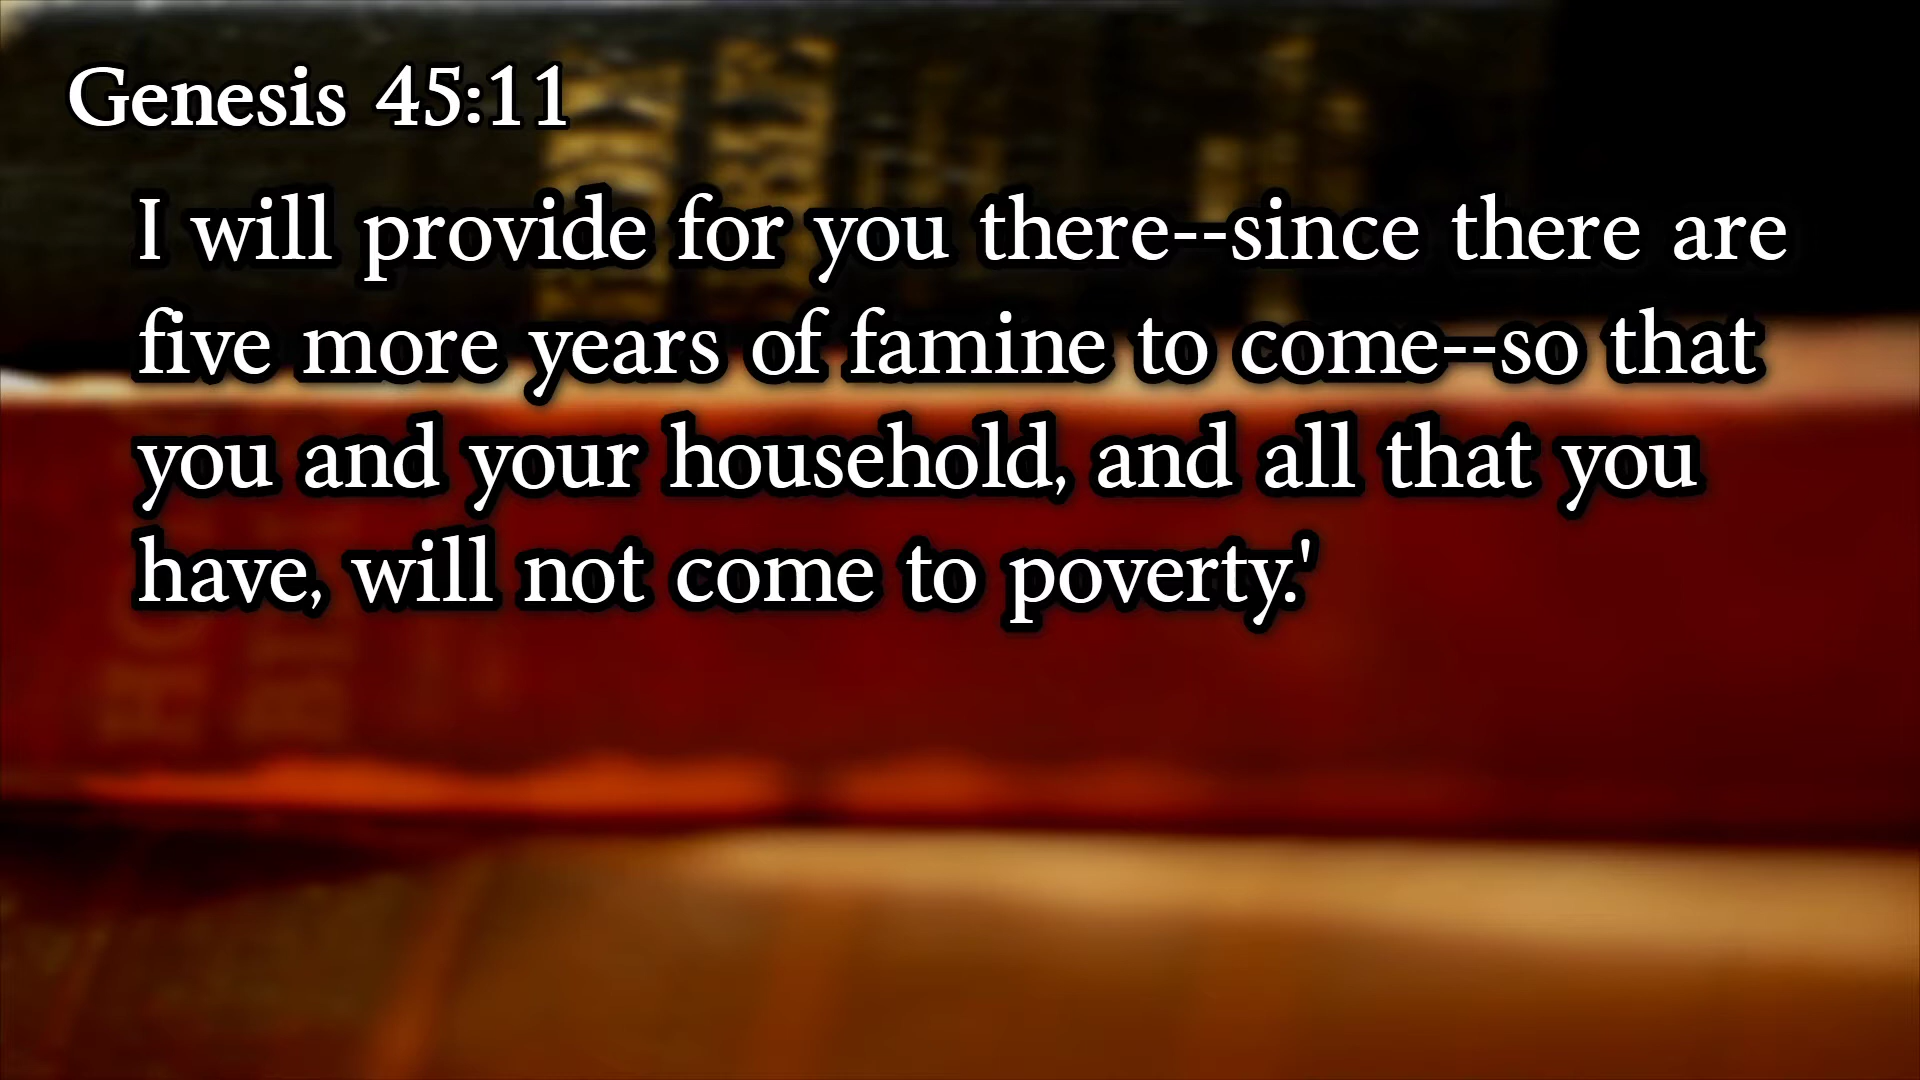 Genesis 45:11
I will provide for you there--since there are
five more years of famine to come--so that
you and your household, and all that you
have, will not come to poverty.'